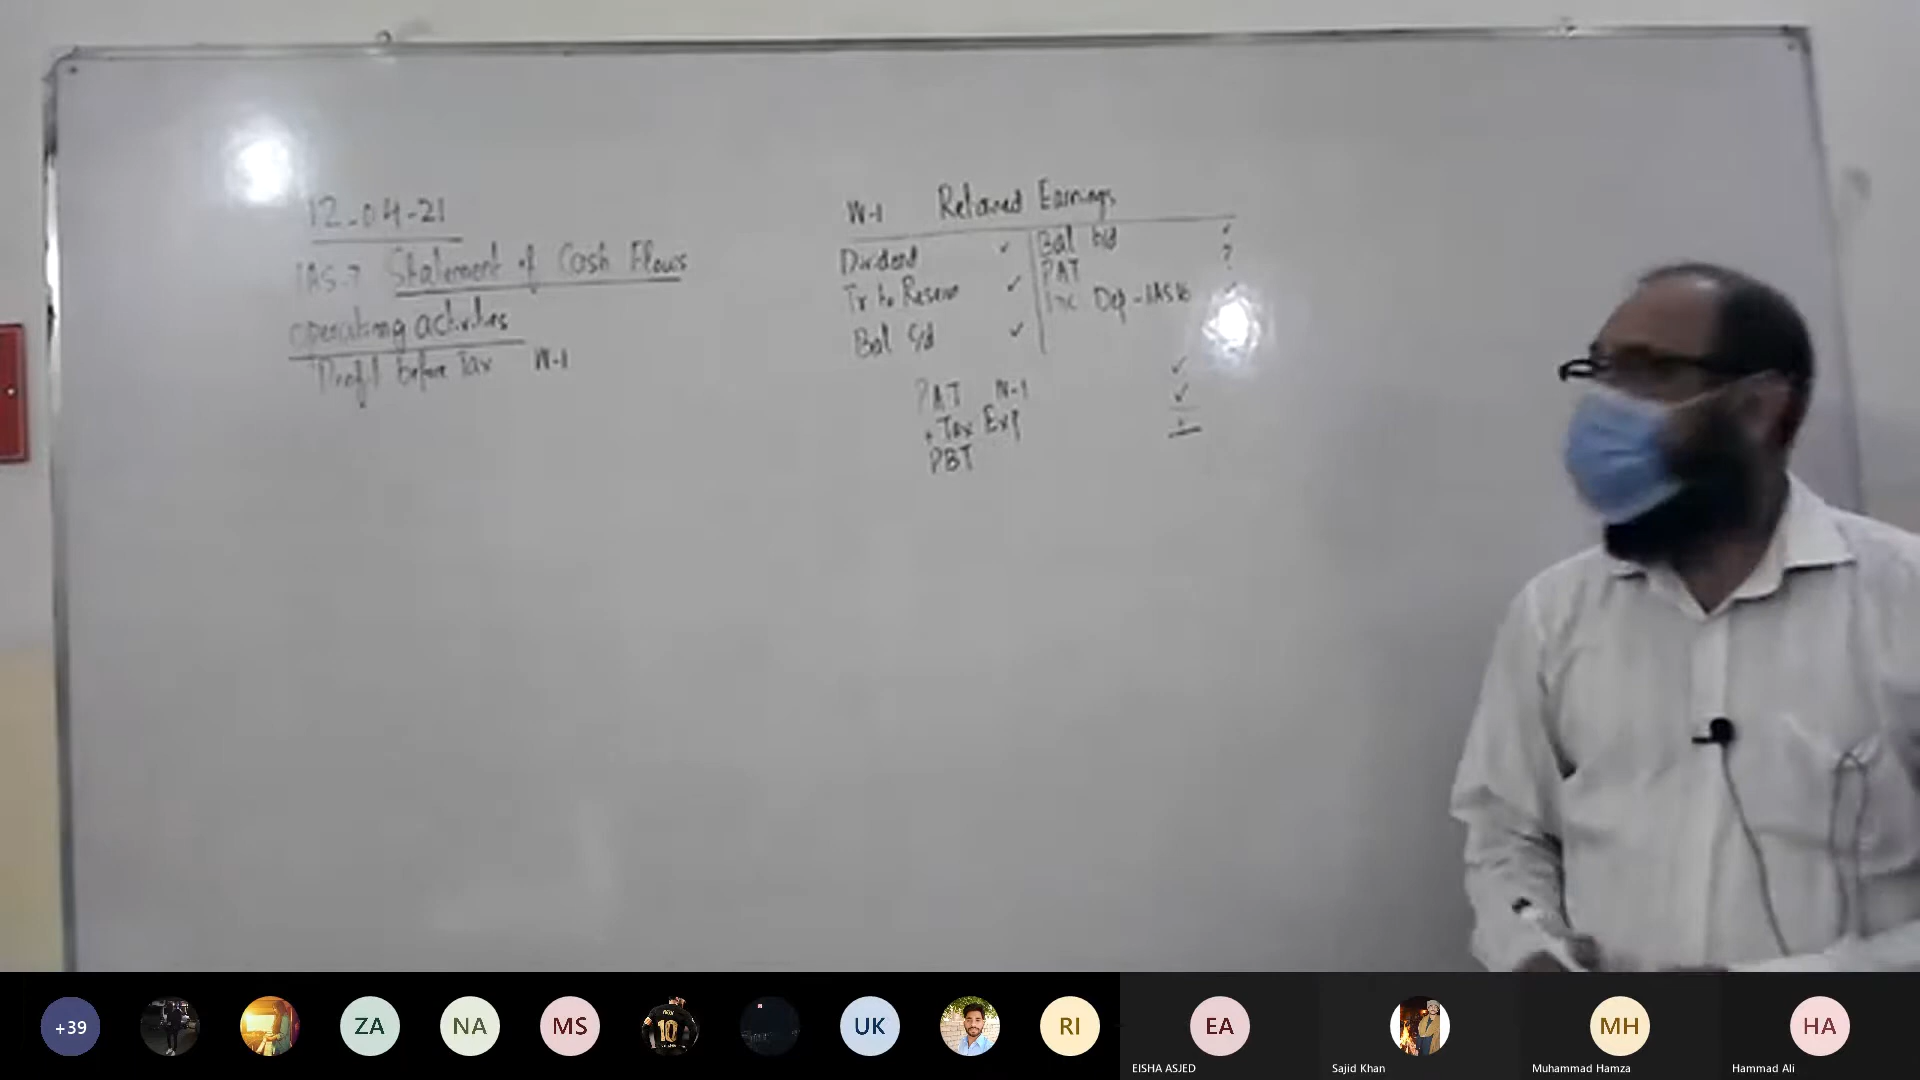 12-04-21
IAS-7 Statement of Cash Flows
operating activities
Profit before Tax W-1
W-1 Retained Earnings
Dividend ✓
Tr to Reserve ✓
Bal c/d ✓
Bal b/d ✓
PAT ?
Inc Dep - IAS 16 ✓
PAT W-1 ✓
+ Tax Exp ✓
PBT
+39
ZA
NA
MS
10
UK
RI
EA
MH
HA
EISHA ASJED
Sajid Khan
Muhammad Hamza
Hammad Ali